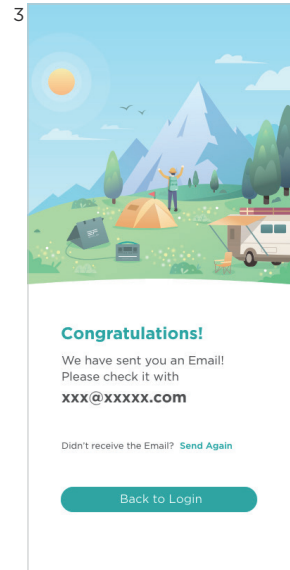 3
Congratulations!
We have sent you an Email!
Please check it with
xxx@xxxxx.com
Didn't receive the Email? Send Again
Back to Login